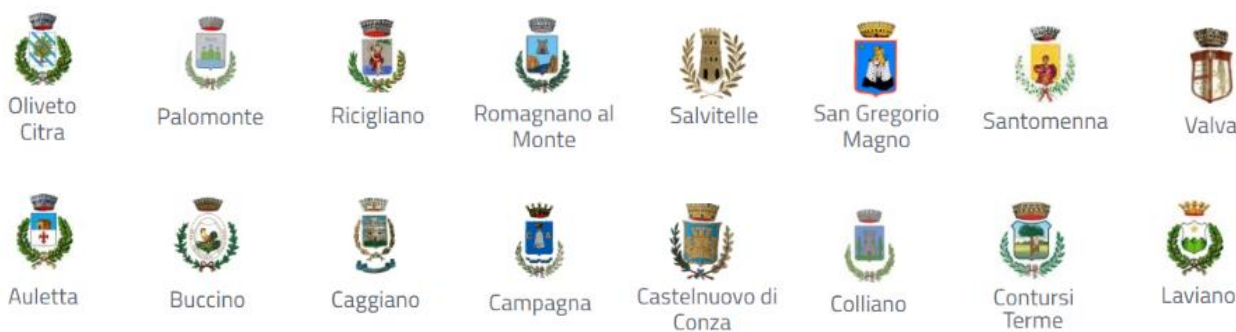 Oliveto
Citra
Palomonte
Ricigliano
Romagnano al
Monte
Salvitelle
San Gregorio
Magno
Santomenna
Valva
Auletta
Buccino
Caggiano
Campagna
Castelnuovo di
Conza
Colliano
Contursi
Terme
Laviano